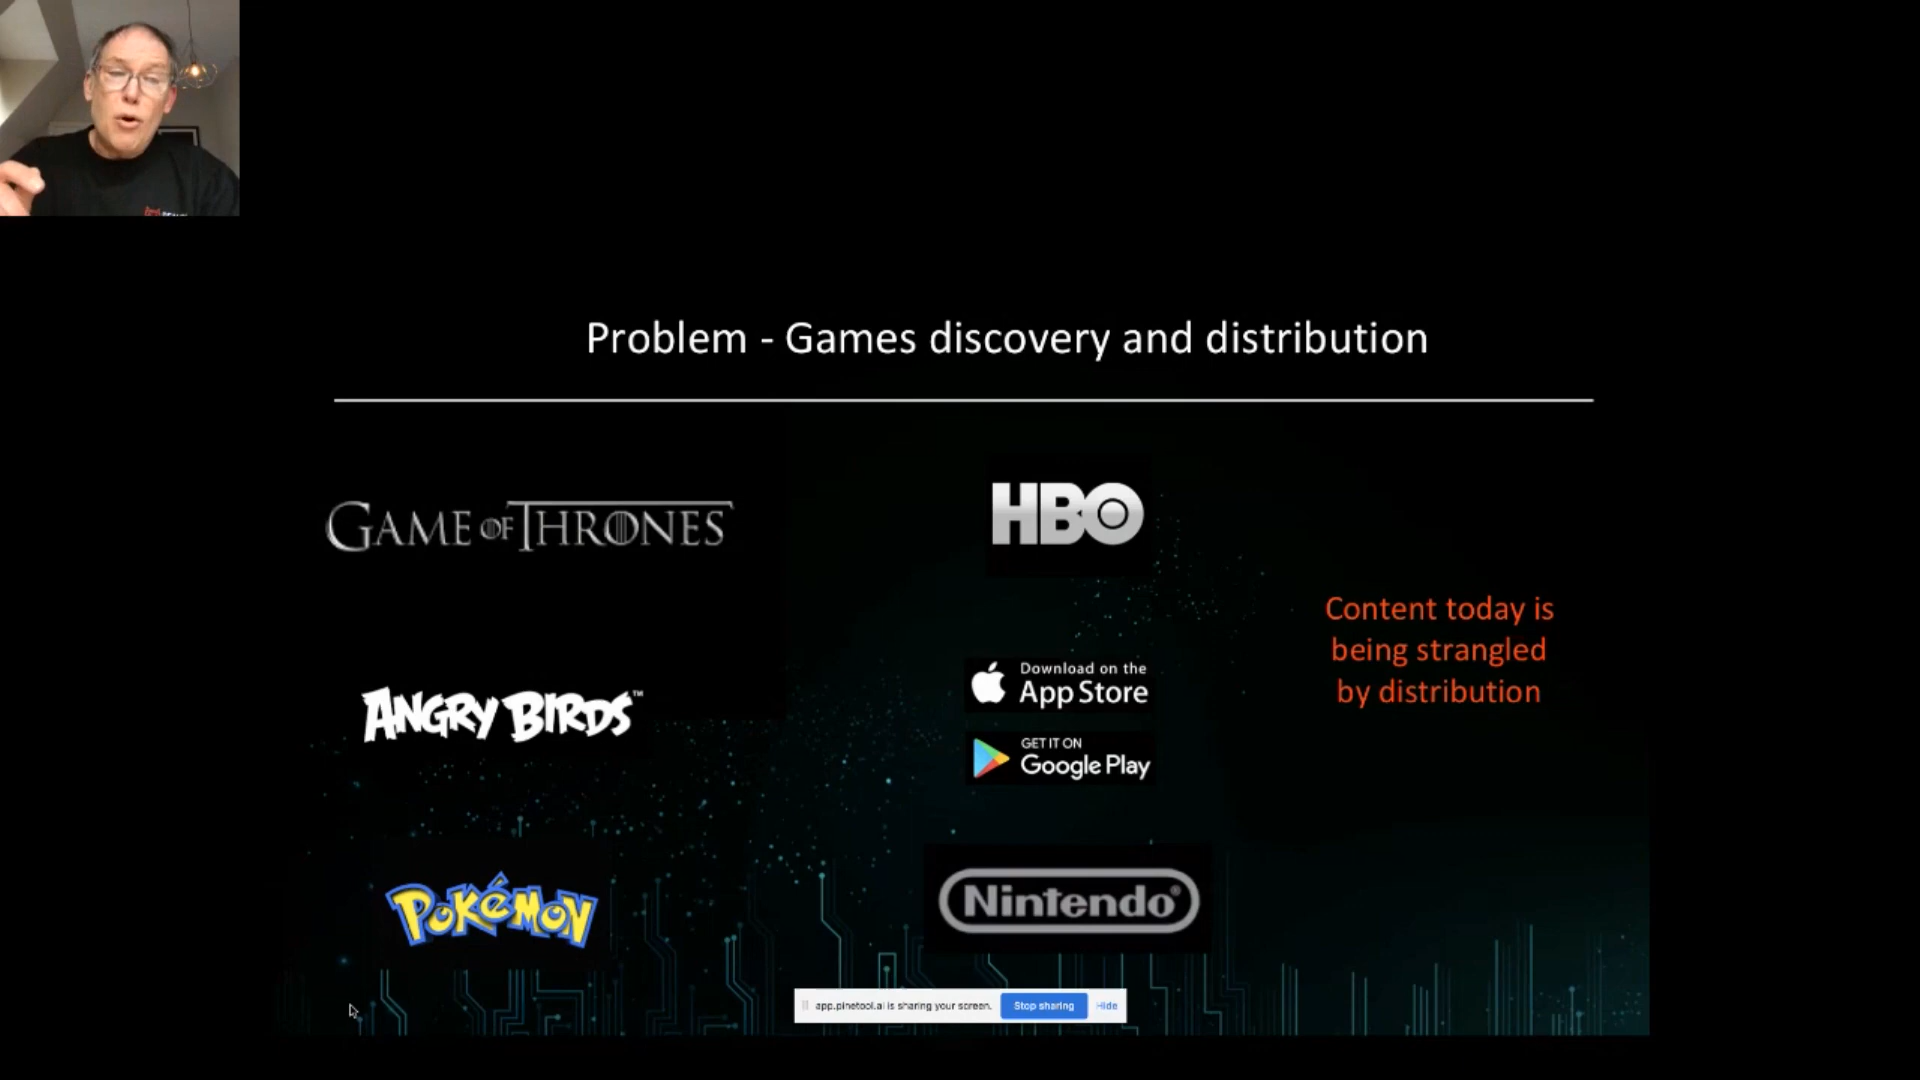 Problem - Games discovery and distribution
GAME OF THRONES
HBO
Content today is
being strangled
by distribution
Download on the
App Store
ANGRY BIRDS™
GET IT ON
Google Play
POKéMON
Nintendo®
app.pinetool.ai is sharing your screen. Stop sharing Hide